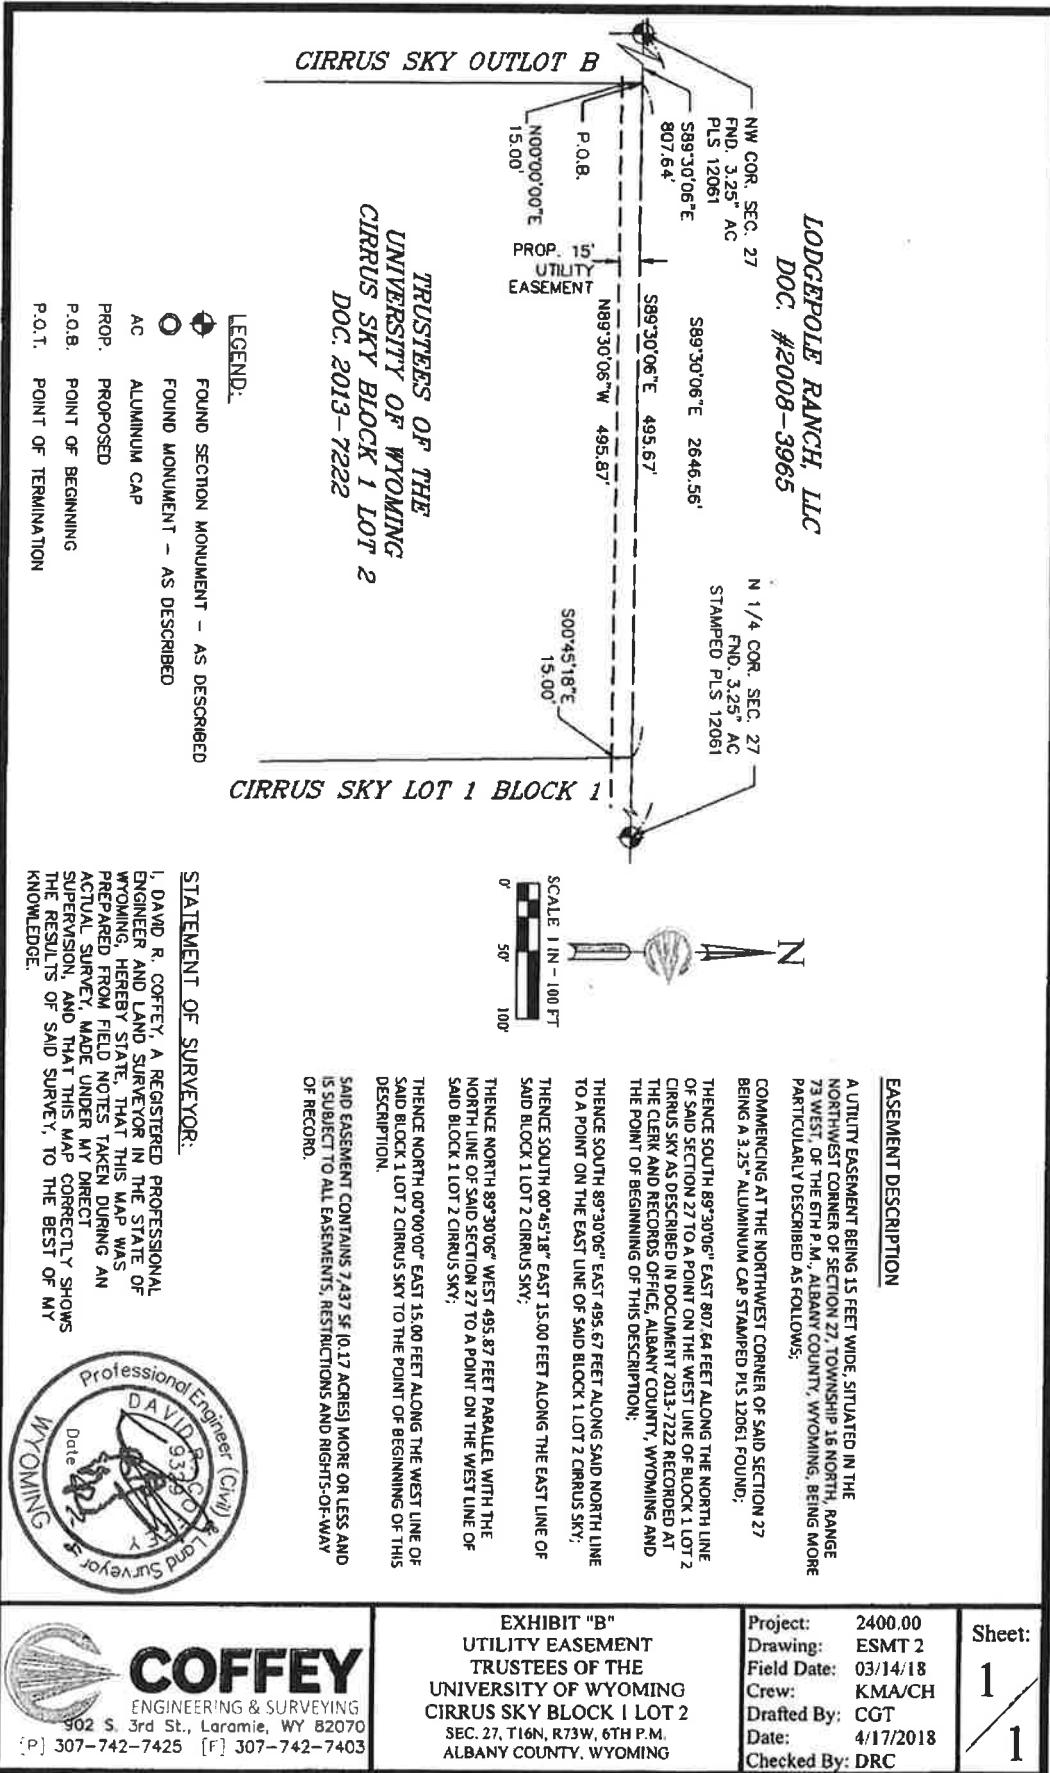 CIRRUS SKY OUTLOT B
NW COR. SEC. 27
FND. 3.25" AC
PLS 12061
S89°30'06"E
807.64'
P.O.B.
N00°00'00"E
15.00'
LODGEPOLE RANCH, LLC
DOC. #2008-3965
PROP. 15'
UTILITY
EASEMENT
S89°30'06"E 2646.56'
S89°30'06"E 495.67'
N89°30'06"W 495.87'
TRUSTEES OF THE
UNIVERSITY OF WYOMING
CIRRUS SKY BLOCK 1 LOT 2
DOC. 2013-7222
N 1/4 COR. SEC. 27
FND. 3.25" AC
STAMPED PLS 12061
S00°45'18"E
15.00'
CIRRUS SKY LOT 1 BLOCK 1
LEGEND:
FOUND SECTION MONUMENT - AS DESCRIBED
FOUND MONUMENT - AS DESCRIBED
AC ALUMINUM CAP
PROP. PROPOSED
P.O.B. POINT OF BEGINNING
P.O.T. POINT OF TERMINATION
N
SCALE 1 IN - 100 FT
0' 50' 100'
EASEMENT DESCRIPTION
A UTILITY EASEMENT BEING 15 FEET WIDE, SITUATED IN THE
NORTHWEST CORNER OF SECTION 27, TOWNSHIP 16 NORTH, RANGE
73 WEST, OF THE 6TH P.M., ALBANY COUNTY, WYOMING, BEING MORE
PARTICULARLY DESCRIBED AS FOLLOWS;
COMMENCING AT THE NORTHWEST CORNER OF SAID SECTION 27
BEING A 3.25" ALUMINUM CAP STAMPED PLS 12061 FOUND;
THENCE SOUTH 89°30'06" EAST 807.64 FEET ALONG THE NORTH LINE
OF SAID SECTION 27 TO A POINT ON THE WEST LINE OF BLOCK 1 LOT 2
CIRRUS SKY AS DESCRIBED IN DOCUMENT 2013-7222 RECORDED AT
THE CLERK AND RECORDS OFFICE, ALBANY COUNTY, WYOMING AND
THE POINT OF BEGINNING OF THIS DESCRIPTION;
THENCE SOUTH 89°30'06" EAST 495.67 FEET ALONG SAID NORTH LINE
TO A POINT ON THE EAST LINE OF SAID BLOCK 1 LOT 2 CIRRUS SKY;
THENCE SOUTH 00°45'18" EAST 15.00 FEET ALONG THE EAST LINE OF
SAID BLOCK 1 LOT 2 CIRRUS SKY;
THENCE NORTH 89°30'06" WEST 495.87 FEET PARALLEL WITH THE
NORTH LINE OF SAID SECTION 27 TO A POINT ON THE WEST LINE OF
SAID BLOCK 1 LOT 2 CIRRUS SKY;
THENCE NORTH 00°00'00" EAST 15.00 FEET ALONG THE WEST LINE OF
SAID BLOCK 1 LOT 2 CIRRUS SKY TO THE POINT OF BEGINNING OF THIS
DESCRIPTION.
SAID EASEMENT CONTAINS 7,437 SF (0.17 ACRES) MORE OR LESS AND
IS SUBJECT TO ALL EASEMENTS, RESTRICTIONS AND RIGHTS-OF-WAY
OF RECORD.
STATEMENT OF SURVEYOR:
I, DAVID R. COFFEY, A REGISTERED PROFESSIONAL
ENGINEER AND LAND SURVEYOR IN THE STATE OF
WYOMING, HEREBY STATE, THAT THIS MAP WAS
PREPARED FROM FIELD NOTES TAKEN DURING AN
ACTUAL SURVEY, MADE UNDER MY DIRECT
SUPERVISION, AND THAT THIS MAP CORRECTLY SHOWS
THE RESULTS OF SAID SURVEY, TO THE BEST OF MY
KNOWLEDGE.
Professional Engineer (Civil) & Land Surveyor
DAVID R. COFFEY
9339
Date
WYOMING
COFFEY
ENGINEERING & SURVEYING
902 S. 3rd St., Laramie, WY 82070
[P] 307-742-7425 [F] 307-742-7403
EXHIBIT "B"
UTILITY EASEMENT
TRUSTEES OF THE
UNIVERSITY OF WYOMING
CIRRUS SKY BLOCK 1 LOT 2
SEC. 27, T16N, R73W, 6TH P.M.
ALBANY COUNTY, WYOMING
Project: 2400.00
Drawing: ESMT 2
Field Date: 03/14/18
Crew: KMA/CH
Drafted By: CGT
Date: 4/17/2018
Checked By: DRC
Sheet:
1
1